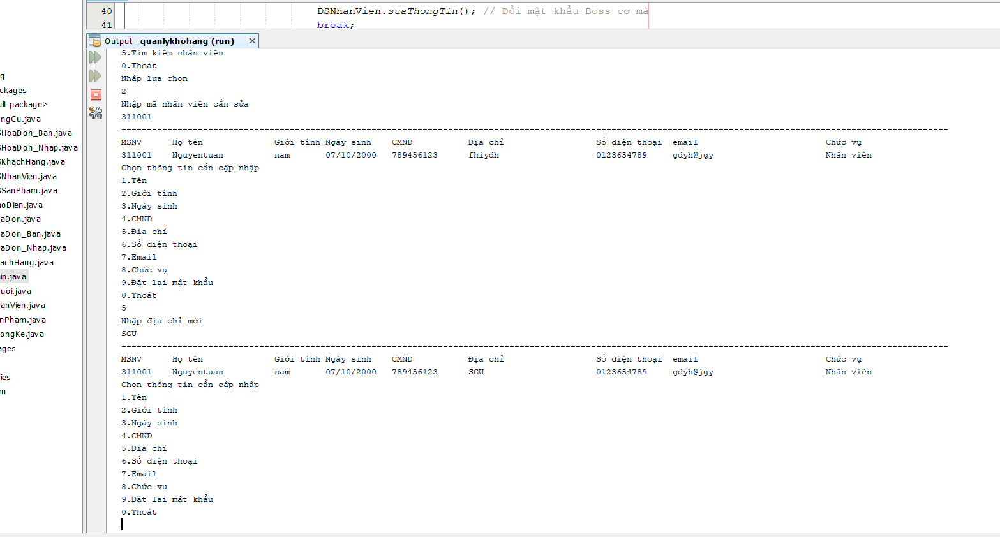 40 DSNhanVien.suaThongTin(); // Đổi mật khẩu Boss cơ mà
41 break;
Output - quanlykhohang (run)
g
ckages
ult package>
ngCu.java
SHoaDon_Ban.java
SHoaDon_Nhap.java
SKhachHang.java
SNhanVien.java
SSanPham.java
aoDien.java
aDon.java
aDon_Ban.java
aDon_Nhap.java
achHang.java
in.java
uoi.java
anVien.java
nPham.java
ongKe.java
ages
ries
m
5.Tìm kiếm nhân viên
0.Thoát
Nhập lựa chọn
2
Nhập mã nhân viên cần sửa
311001
MSNV Họ tên Giới tính Ngày sinh CMND Địa chỉ Số điện thoại email Chức vụ
311001 Nguyentuan nam 07/10/2000 789456123 fhiydh 0123654789 gdyh@jgy Nhân viên
Chọn thông tin cần cập nhập
1.Tên
2.Giới tính
3.Ngày sinh
4.CMND
5.Địa chỉ
6.Số điện thoại
7.Email
8.Chức vụ
9.Đặt lại mật khẩu
0.Thoát
5
Nhập địa chỉ mới
SGU
MSNV Họ tên Giới tính Ngày sinh CMND Địa chỉ Số điện thoại email Chức vụ
311001 Nguyentuan nam 07/10/2000 789456123 SGU 0123654789 gdyh@jgy Nhân viên
Chọn thông tin cần cập nhập
1.Tên
2.Giới tính
3.Ngày sinh
4.CMND
5.Địa chỉ
6.Số điện thoại
7.Email
8.Chức vụ
9.Đặt lại mật khẩu
0.Thoát